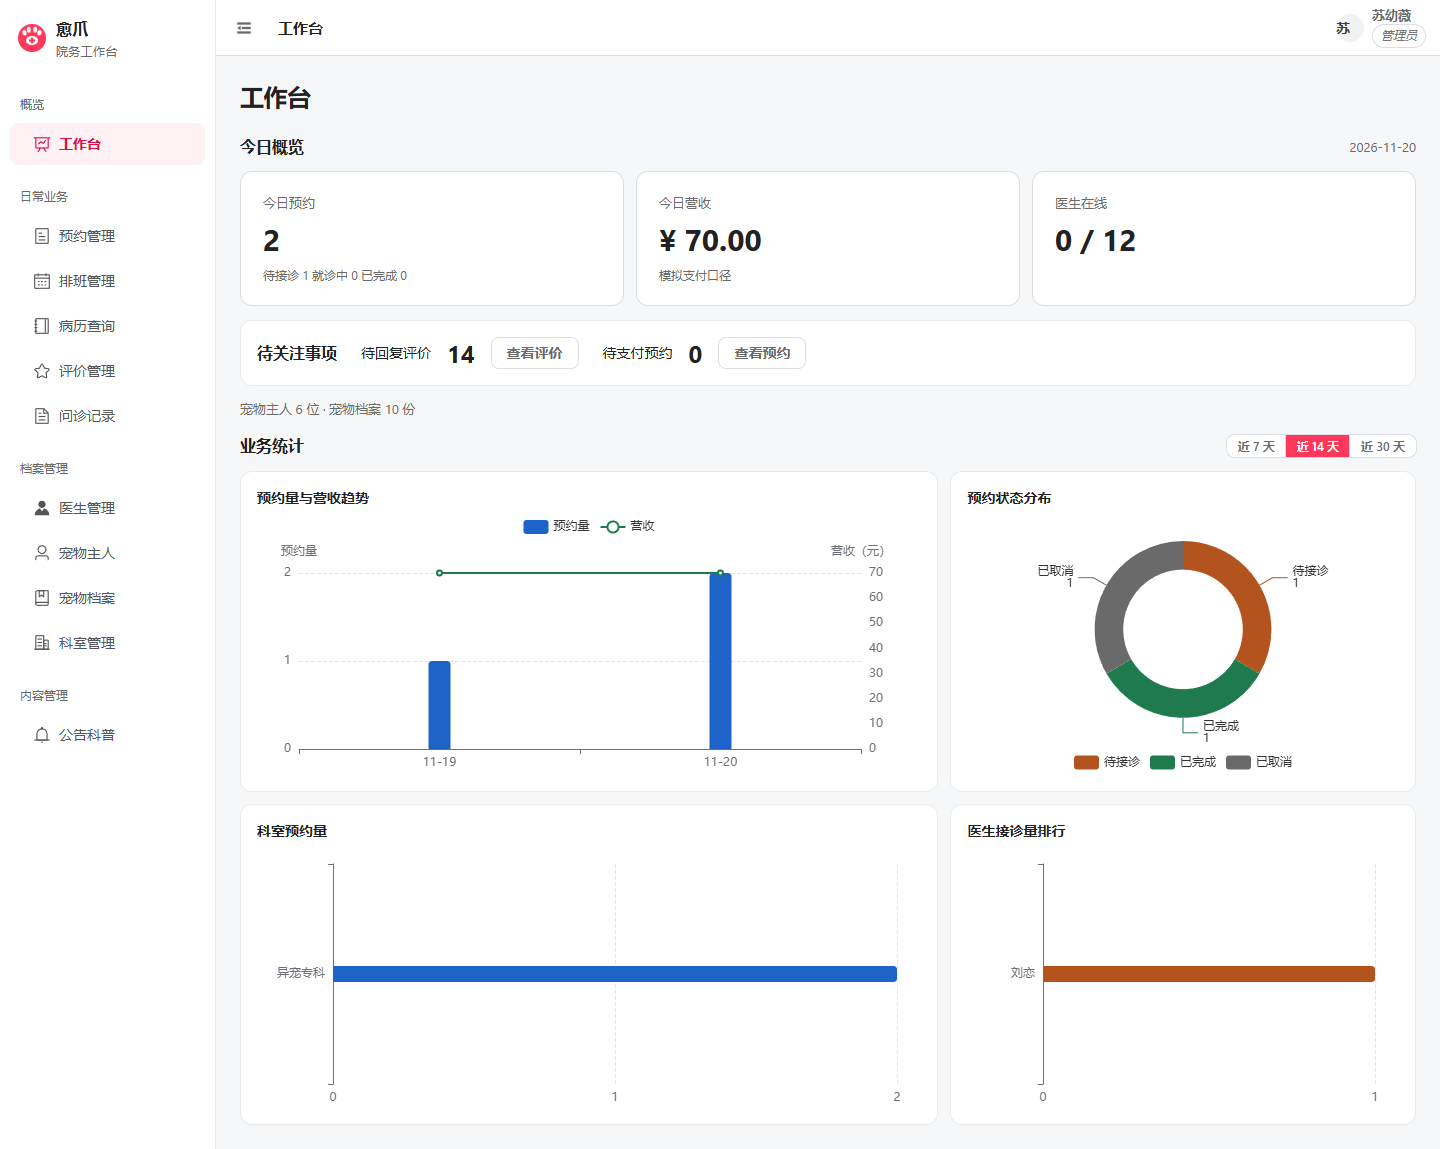 愈爪
院务工作台
概览
工作台
日常业务
预约管理
排班管理
病历查询
评价管理
问诊记录
档案管理
医生管理
宠物主人
宠物档案
科室管理
内容管理
公告科普
工作台
苏
苏幼薇
管理员
工作台
今日概览
2026-11-20
今日预约
2
待接诊 1 就诊中 0 已完成 0
今日营收
¥ 70.00
模拟支付口径
医生在线
0 / 12
待关注事项
待回复评价 14 查看评价
待支付预约 0 查看预约
宠物主人 6 位 · 宠物档案 10 份
业务统计
近 7 天 近 14 天 近 30 天
预约量与营收趋势
预约量 营收
预约量
营收（元）
2
1
0
70
60
50
40
30
20
10
0
11-19 11-20
预约状态分布
已取消
1
待接诊
1
已完成
1
待接诊 已完成 已取消
科室预约量
异宠专科
0 1 2
医生接诊量排行
刘恋
0 1